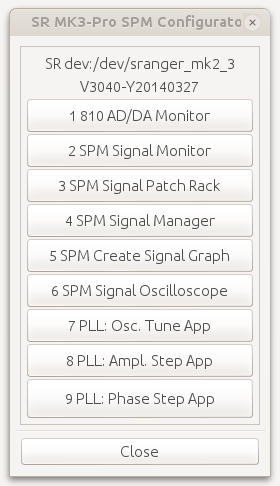 SR MK3-Pro SPM Configurato
SR dev:/dev/sranger_mk2_3
V3040-Y20140327
1 810 AD/DA Monitor
2 SPM Signal Monitor
3 SPM Signal Patch Rack
4 SPM Signal Manager
5 SPM Create Signal Graph
6 SPM Signal Oscilloscope
7 PLL: Osc. Tune App
8 PLL: Ampl. Step App
9 PLL: Phase Step App
Close